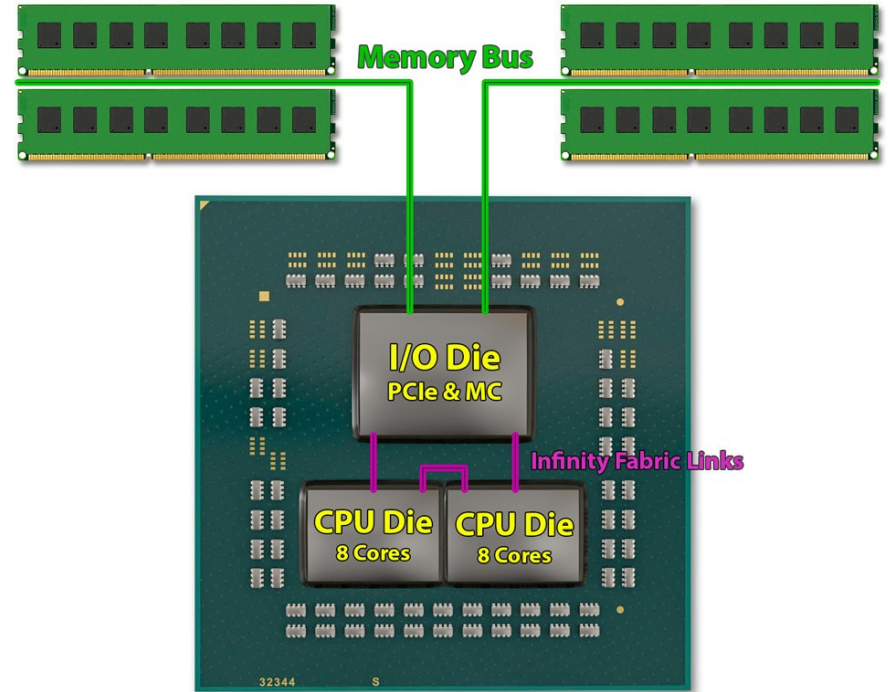 Memory Bus
I/O Die
PCIe & MC
Infinity Fabric Links
CPU Die
8 Cores
CPU Die
8 Cores
32344 S